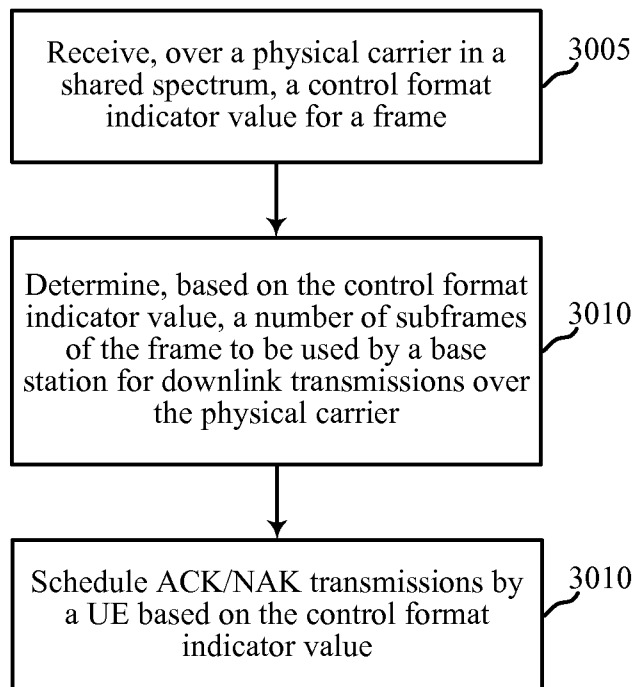 Receive, over a physical carrier in a
shared spectrum, a control format
indicator value for a frame
3005
Determine, based on the control format
indicator value, a number of subframes
of the frame to be used by a base
station for downlink transmissions over
the physical carrier
3010
Schedule ACK/NAK transmissions by
a UE based on the control format
indicator value
3010